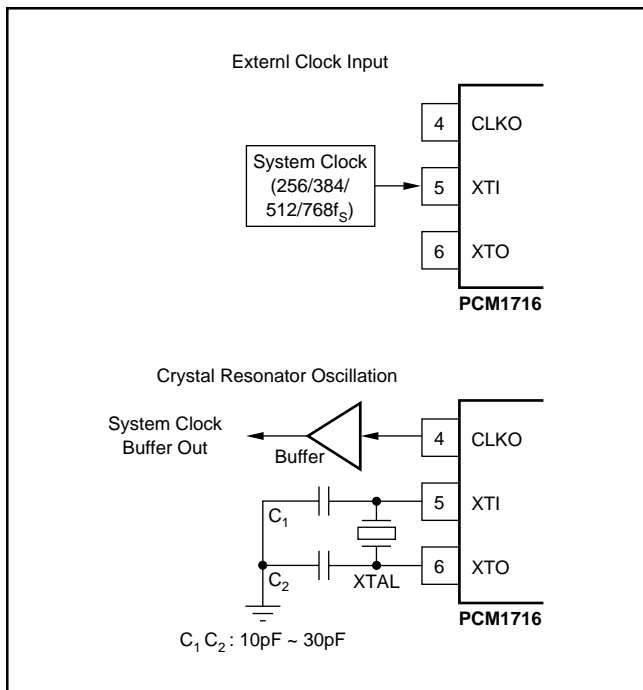 Externl Clock Input
4 CLKO
System Clock
(256/384/
512/768fS)
5 XTI
6 XTO
PCM1716
Crystal Resonator Oscillation
System Clock
Buffer Out
Buffer
4 CLKO
C1
5 XTI
C2
XTAL
6 XTO
PCM1716
C1 C2 : 10pF ~ 30pF